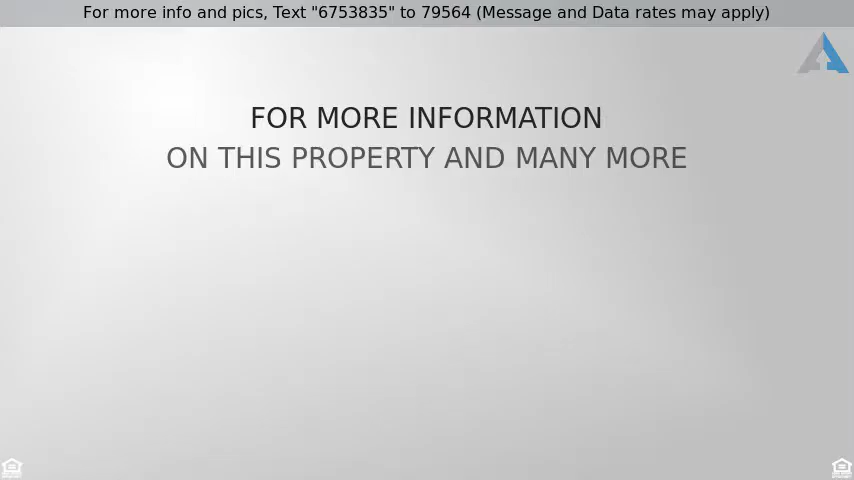 For more info and pics, Text "6753835" to 79564 (Message and Data rates may apply)
FOR MORE INFORMATION
ON THIS PROPERTY AND MANY MORE